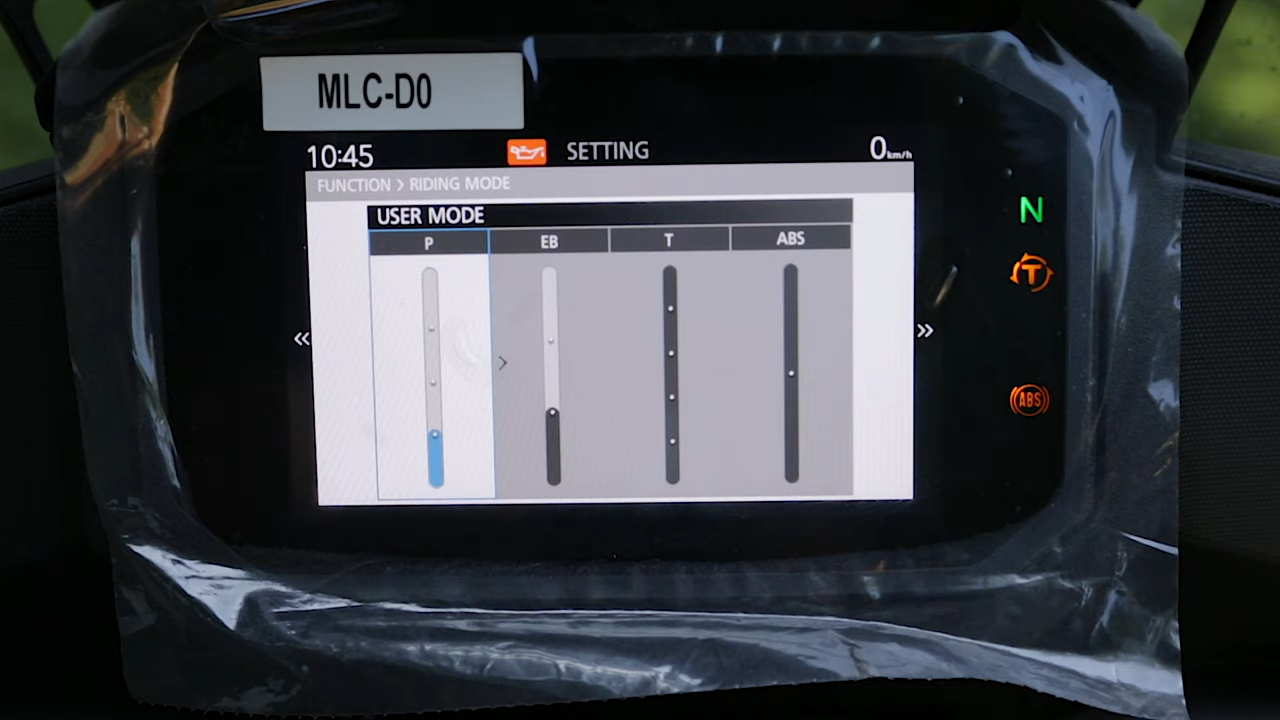 MLC-D0
10:45 SETTING 0 km/h
FUNCTION > RIDING MODE
USER MODE
P EB T ABS
N
T
ABS